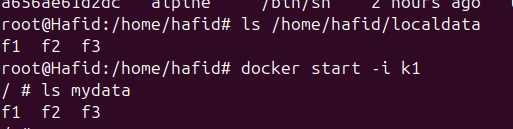 a656ae61d2dc alpine "/bin/sh" 2 hours ago
root@Hafid:/home/hafid# ls /home/hafid/localdata
f1 f2 f3
root@Hafid:/home/hafid# docker start -i k1
/ # ls mydata
f1 f2 f3
/ #